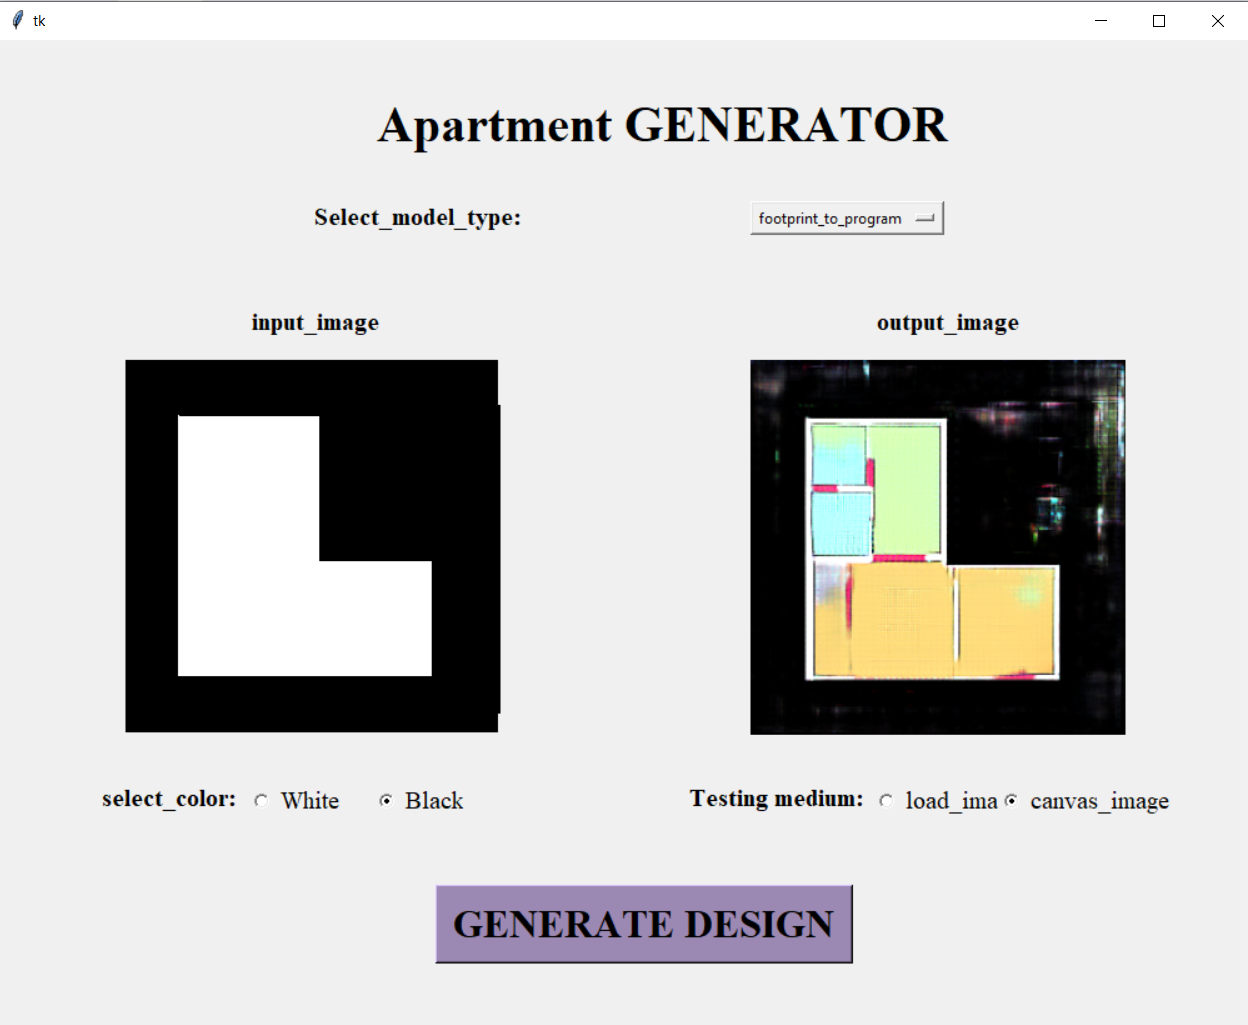 tk
Apartment GENERATOR
Select_model_type: footprint_to_program
input_image output_image
select_color: White Black Testing medium: load_ima canvas_image
GENERATE DESIGN